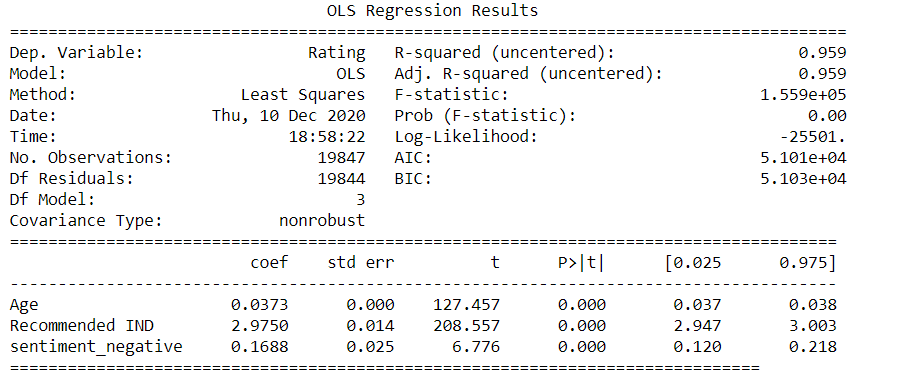 OLS Regression Results
==============================================================================
Dep. Variable: Rating R-squared (uncentered): 0.959
Model: OLS Adj. R-squared (uncentered): 0.959
Method: Least Squares F-statistic: 1.559e+05
Date: Thu, 10 Dec 2020 Prob (F-statistic): 0.00
Time: 18:58:22 Log-Likelihood: -25501.
No. Observations: 19847 AIC: 5.101e+04
Df Residuals: 19844 BIC: 5.103e+04
Df Model: 3
Covariance Type: nonrobust
==============================================================================
coef std err t P>|t| [0.025 0.975]
------------------------------------------------------------------------------
Age 0.0373 0.000 127.457 0.000 0.037 0.038
Recommended IND 2.9750 0.014 208.557 0.000 2.947 3.003
sentiment_negative 0.1688 0.025 6.776 0.000 0.120 0.218
==============================================================================